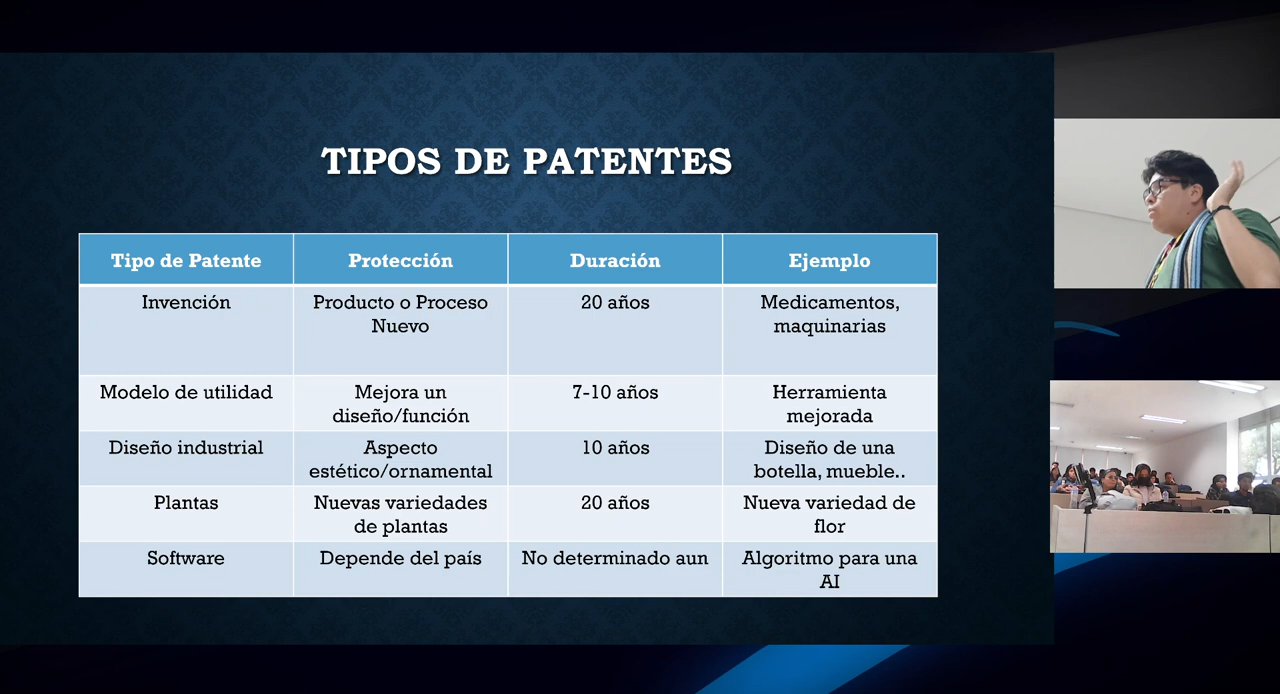 TIPOS DE PATENTES
Tipo de Patente Protección Duración Ejemplo
Invención Producto o Proceso 20 años Medicamentos,
Nuevo maquinarias
Modelo de utilidad Mejora un 7-10 años Herramienta
diseño/función mejorada
Diseño industrial Aspecto 10 años Diseño de una
estético/ornamental botella, mueble..
Plantas Nuevas variedades 20 años Nueva variedad de
de plantas flor
Software Depende del país No determinado aun Algoritmo para una
AI